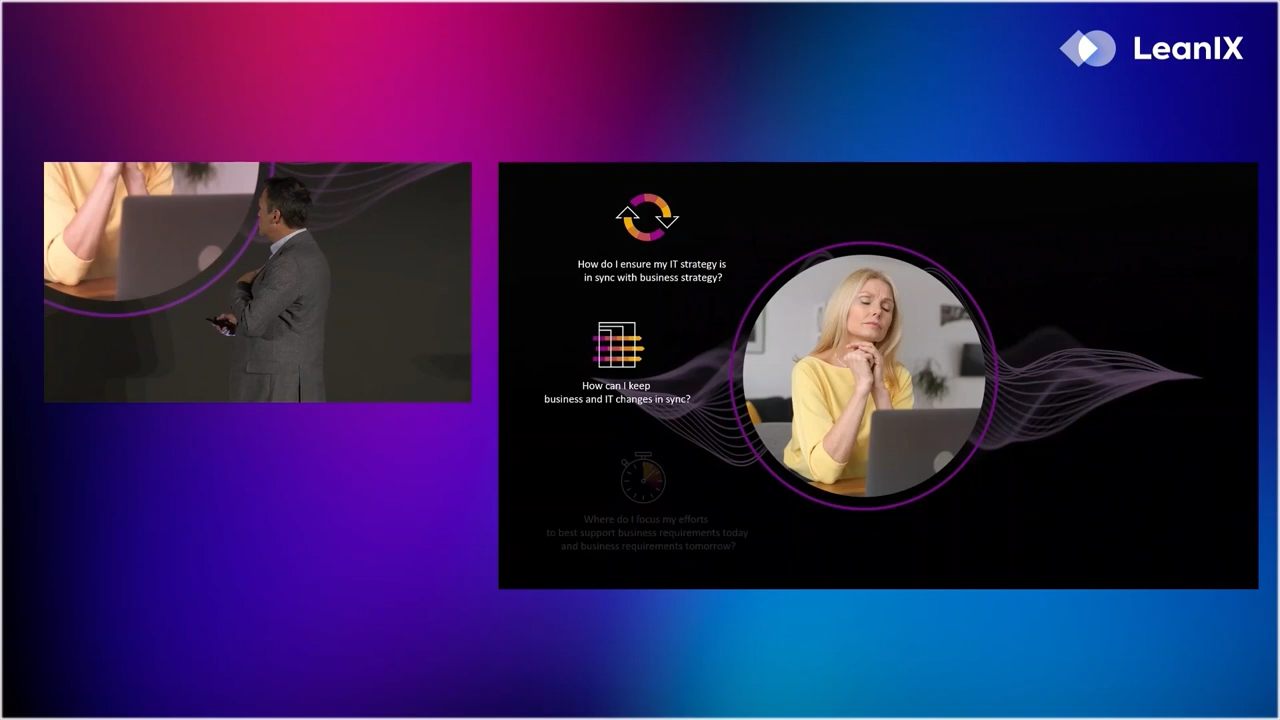 LeanIX
How do I ensure my IT strategy is
in sync with business strategy?
How can I keep
business and IT changes in sync?
Where do I focus my efforts
to best support business requirements today
and business requirements tomorrow?